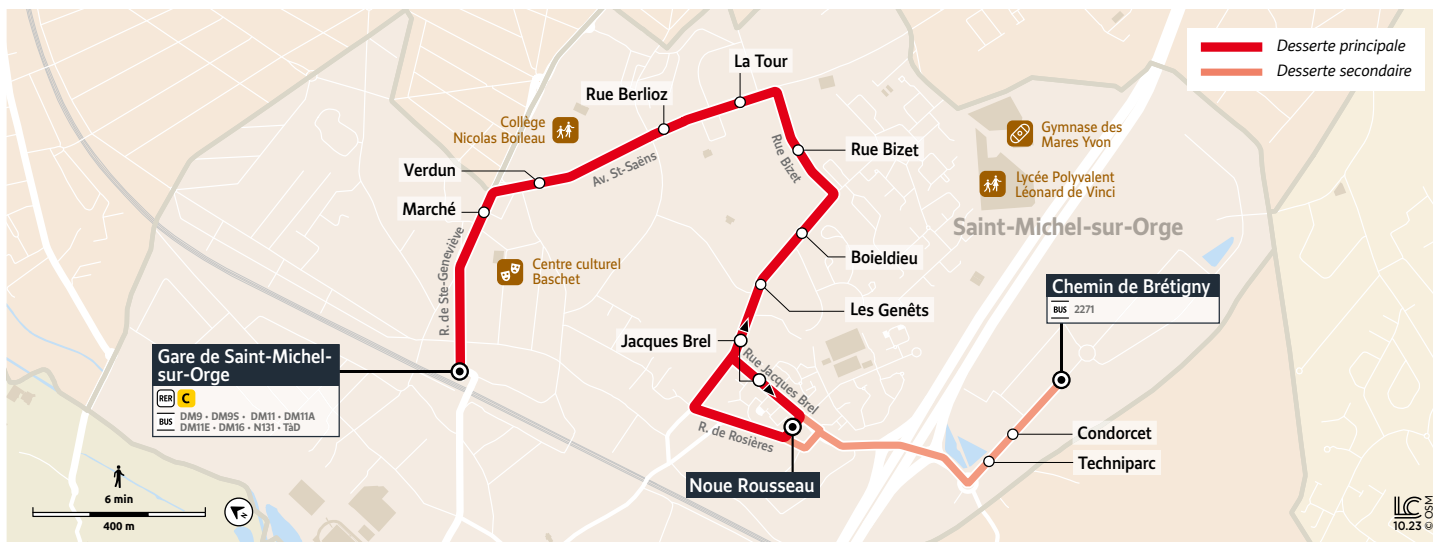 Desserte principale
Desserte secondaire
La Tour
Rue Berlioz
Collège
Nicolas Boileau
Gymnase des
Mares Yvon
Rue Bizet
Rue Bizet
Verdun
Av. St-Saëns
Lycée Polyvalent
Léonard de Vinci
Marché
Saint-Michel-sur-Orge
R. de Ste-Geneviève
Centre culturel
Baschet
Boieldieu
Chemin de Brétigny
BUS 2271
Les Genêts
Jacques Brel
Rue Jacques Brel
Gare de Saint-Michel-
sur-Orge
RER C
BUS DM9 • DM9S • DM11 • DM11A
DM11E • DM16 • N131 • TàD
R. de Rosières
Condorcet
Techniparc
Noue Rousseau
6 min
400 m
LC
10.23 © OSM